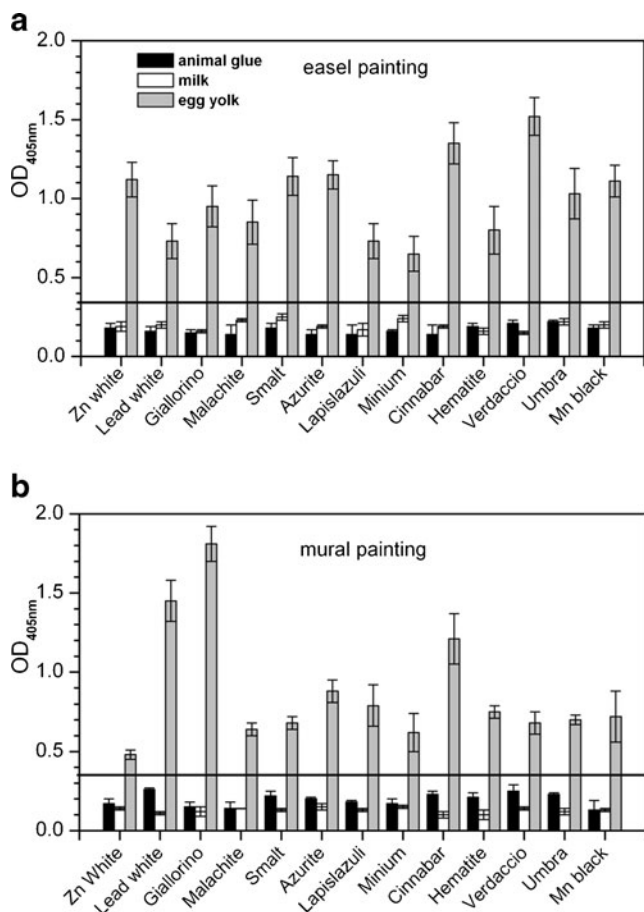 a
2.0
animal glue
milk
egg yolk
easel painting
1.5
OD405nm
1.0
0.5
0.0
Zn white
Lead white
Giallorino
Malachite
Smalt
Azurite
Lapislazuli
Minium
Cinnabar
Hematite
Verdaccio
Umbra
Mn black
b
2.0
mural painting
1.5
OD405nm
1.0
0.5
0.0
Zn White
Lead white
Giallorino
Malachite
Smalt
Azurite
Lapislazuli
Minium
Cinnabar
Hematite
Verdaccio
Umbra
Mn black